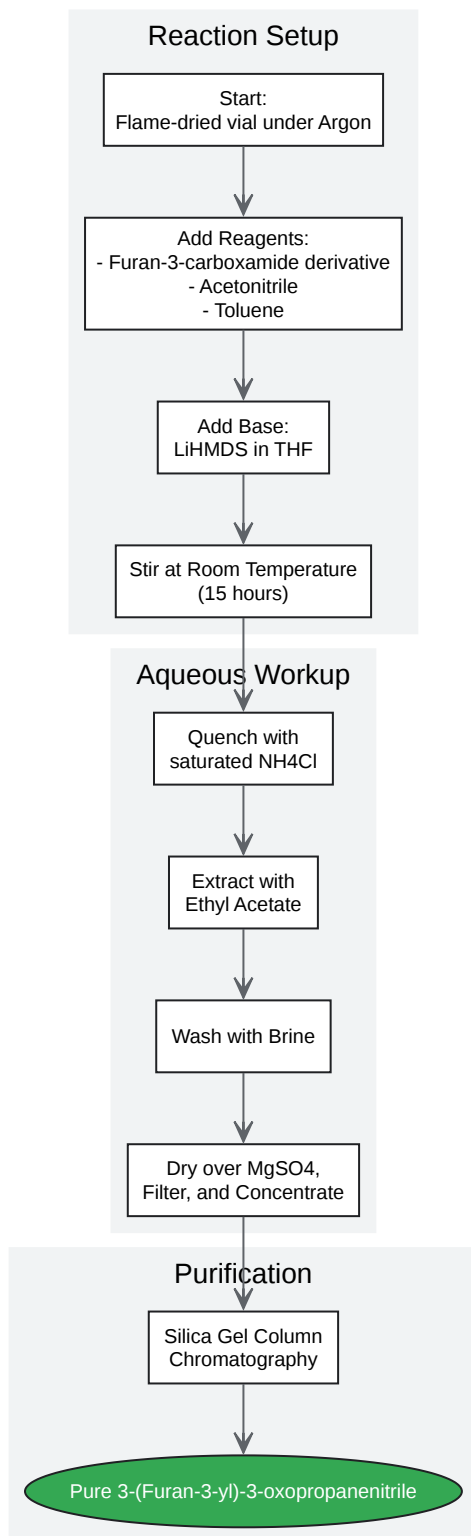 Reaction Setup
Start:
Flame-dried vial under Argon
Add Reagents:
- Furan-3-carboxamide derivative
- Acetonitrile
- Toluene
Add Base:
LiHMDS in THF
Stir at Room Temperature
(15 hours)
Aqueous Workup
Quench with
saturated NH4Cl
Extract with
Ethyl Acetate
Wash with Brine
Dry over MgSO4,
Filter, and Concentrate
Purification
Silica Gel Column
Chromatography
Pure 3-(Furan-3-yl)-3-oxopropanenitrile